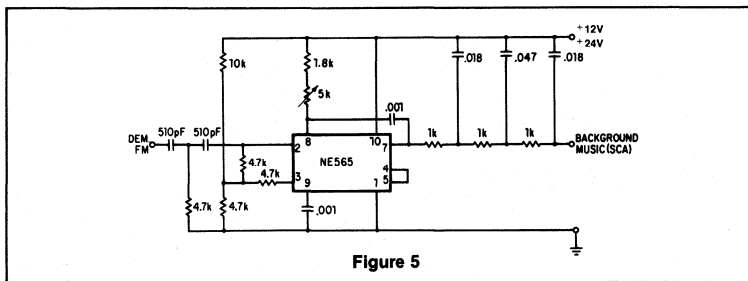 +12V
+24V
10k
1.8k
5k
.018
.047
.018
.001
DEM
FM
510pF
510pF
8
10
2
7
1k
1k
1k
BACKGROUND
MUSIC(SCA)
NE565
4.7k
4.7k
3
4
5
9
1
4.7k
4.7k
.001
Figure 5